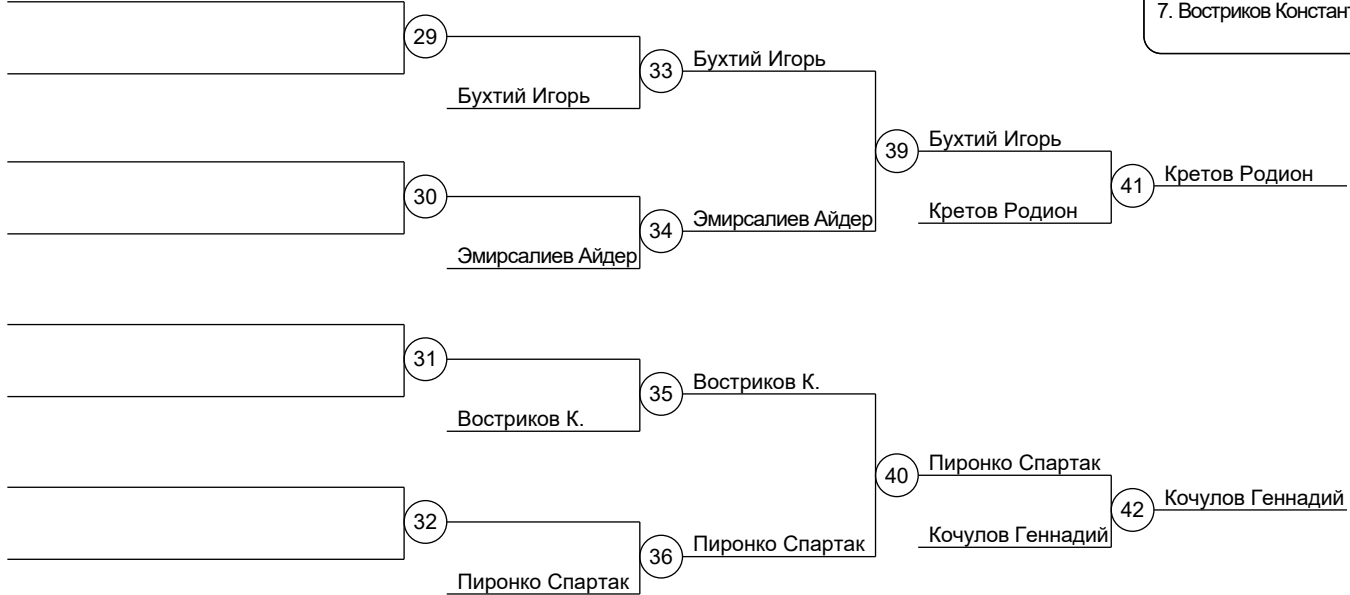 7. Востриков Констант
29
33
Бухтий Игорь
Бухтий Игорь
39
Бухтий Игорь
41
Кретов Родион
Кретов Родион
30
34
Эмирсалиев Айдер
Эмирсалиев Айдер
31
35
Востриков К.
Востриков К.
40
Пиронко Спартак
42
Кочулов Геннадий
Кочулов Геннадий
32
36
Пиронко Спартак
Пиронко Спартак